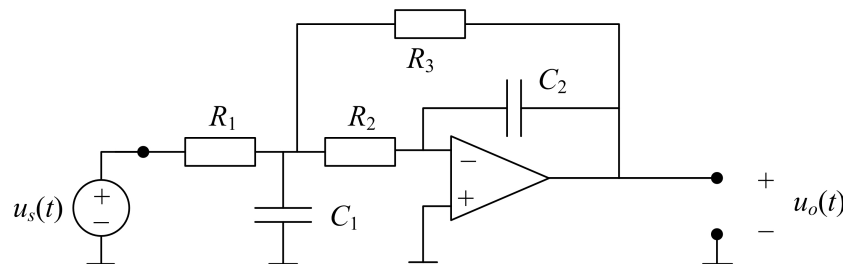 R3
C2
R1
R2
us(t)
+
−
C1
−
+
+
−
uo(t)